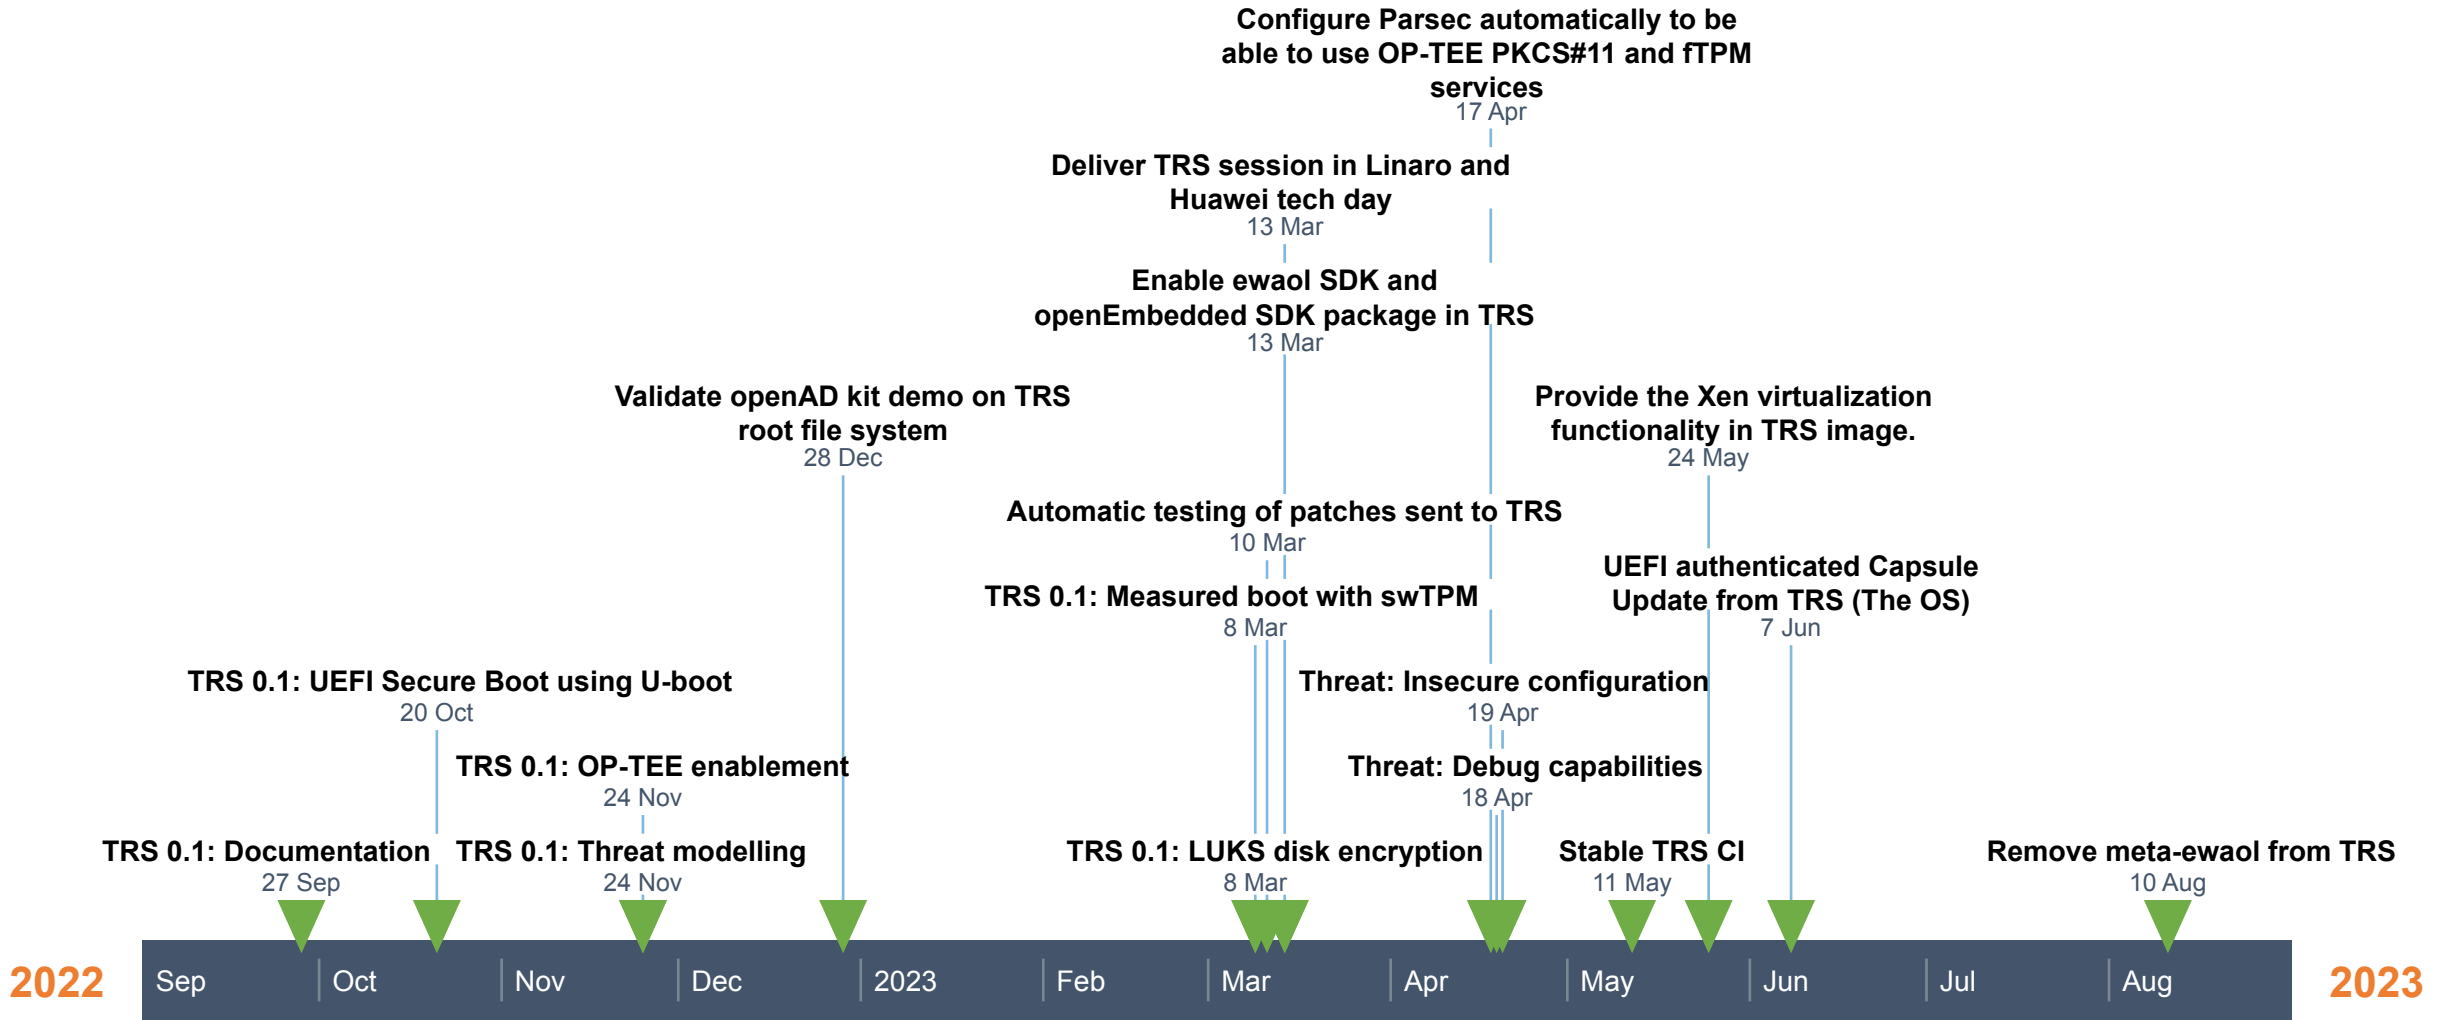 Configure Parsec automatically to be
able to use OP-TEE PKCS#11 and fTPM
services
17 Apr
Deliver TRS session in Linaro and
Huawei tech day
13 Mar
Enable ewaol SDK and
openEmbedded SDK package in TRS
13 Mar
Validate openAD kit demo on TRS
root file system
28 Dec
Provide the Xen virtualization
functionality in TRS image.
24 May
Automatic testing of patches sent to TRS
10 Mar
UEFI authenticated Capsule
Update from TRS (The OS)
7 Jun
TRS 0.1: Measured boot with swTPM
8 Mar
TRS 0.1: UEFI Secure Boot using U-boot
20 Oct
Threat: Insecure configuration
19 Apr
TRS 0.1: OP-TEE enablement
24 Nov
Threat: Debug capabilities
18 Apr
TRS 0.1: Documentation
27 Sep
TRS 0.1: Threat modelling
24 Nov
TRS 0.1: LUKS disk encryption
8 Mar
Stable TRS CI
11 May
Remove meta-ewaol from TRS
10 Aug
2022 Sep Oct Nov Dec 2023 Feb Mar Apr May Jun Jul Aug 2023